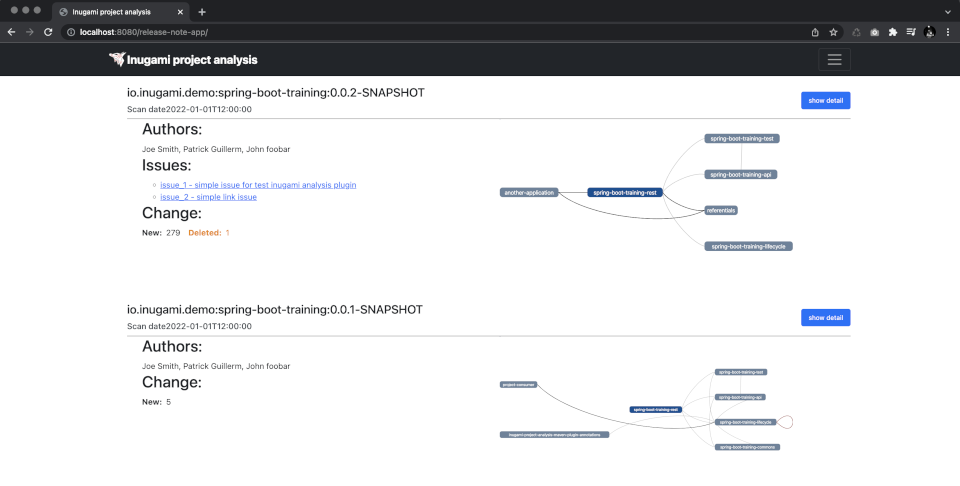 Inugami project analysis
localhost:8080/release-note-app/
Inugami project analysis
io.inugami.demo:spring-boot-training:0.0.2-SNAPSHOT
show detail
Scan date2022-01-01T12:00:00
Authors:
Joe Smith, Patrick Guillerm, John foobar
Issues:
issue_1 - simple issue for test inugami analysis plugin
issue_2 - simple link issue
Change:
New: 279 Deleted: 1
spring-boot-training-test
spring-boot-training-api
another-application
spring-boot-training-rest
referentials
spring-boot-training-lifecycle
io.inugami.demo:spring-boot-training:0.0.1-SNAPSHOT
show detail
Scan date2022-01-01T12:00:00
Authors:
Joe Smith, Patrick Guillerm, John foobar
Change:
New: 5
spring-boot-training-test
project-consumer
spring-boot-training-api
spring-boot-training-rest
spring-boot-training-lifecycle
inugami-project-analysis-maven-plugin-annotations
spring-boot-training-commons